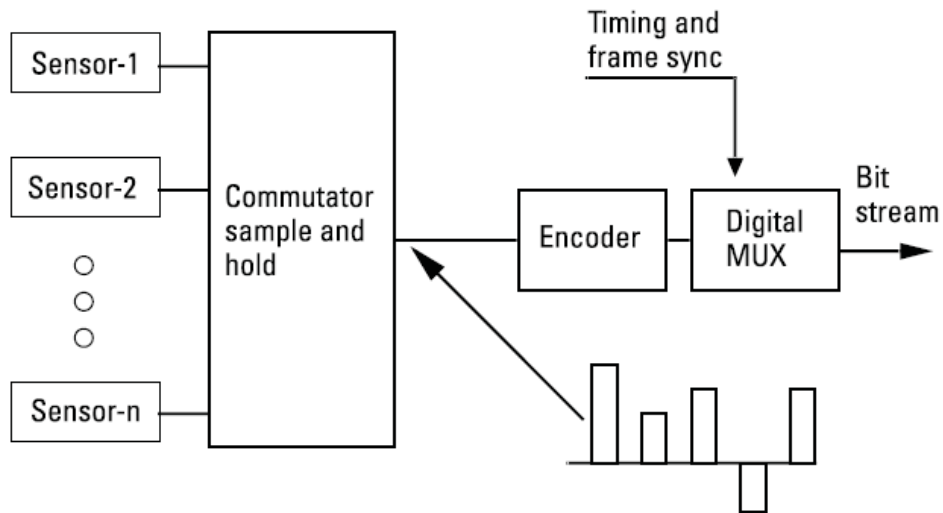 Sensor-1
Sensor-2
Sensor-n
Commutator
sample and
hold
Encoder
Timing and
frame sync
Digital
MUX
Bit
stream